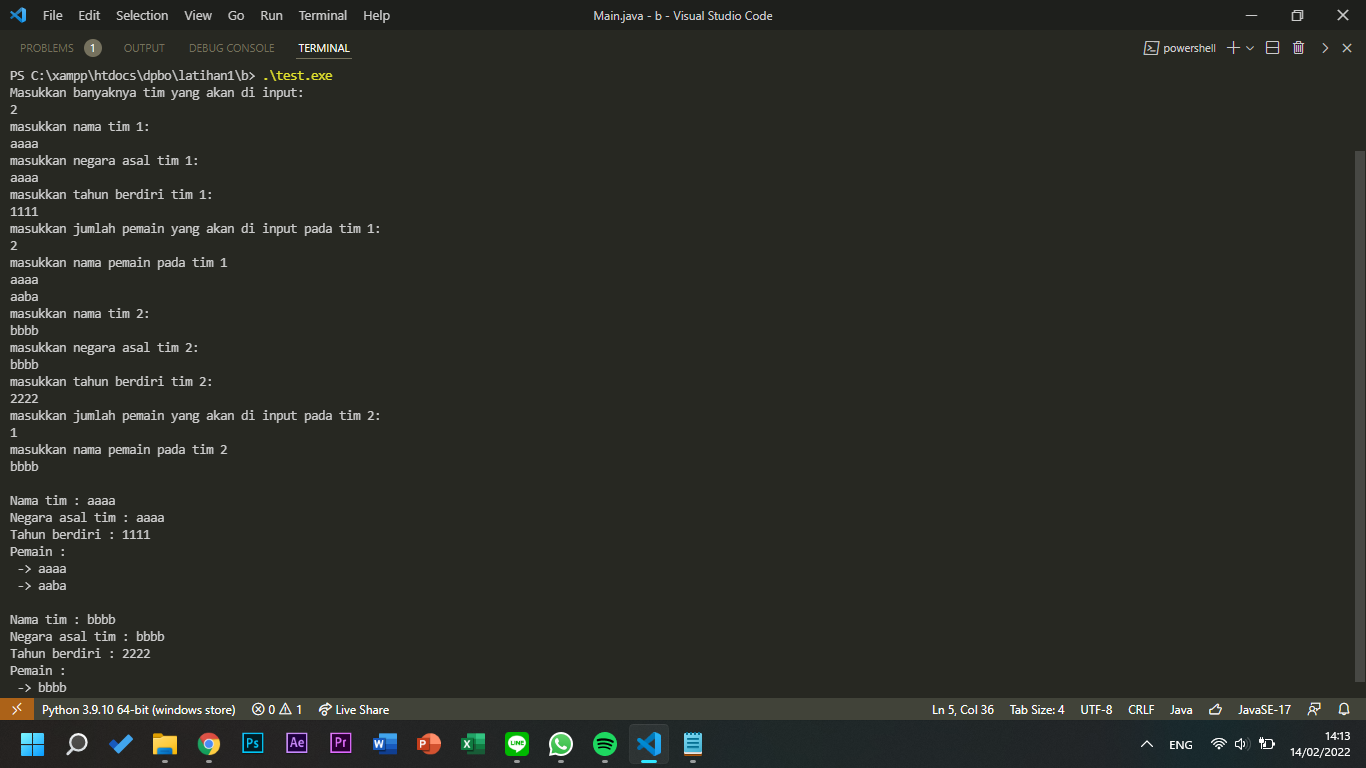 File Edit Selection View Go Run Terminal Help Main.java - b - Visual Studio Code
PROBLEMS 1 OUTPUT DEBUG CONSOLE TERMINAL powershell
PS C:\xampp\htdocs\dpbo\latihan1\b> .\test.exe
Masukkan banyaknya tim yang akan di input:
2
masukkan nama tim 1:
aaaa
masukkan negara asal tim 1:
aaaa
masukkan tahun berdiri tim 1:
1111
masukkan jumlah pemain yang akan di input pada tim 1:
2
masukkan nama pemain pada tim 1
aaaa
aaba
masukkan nama tim 2:
bbbb
masukkan negara asal tim 2:
bbbb
masukkan tahun berdiri tim 2:
2222
masukkan jumlah pemain yang akan di input pada tim 2:
1
masukkan nama pemain pada tim 2
bbbb
Nama tim : aaaa
Negara asal tim : aaaa
Tahun berdiri : 1111
Pemain :
-> aaaa
-> aaba
Nama tim : bbbb
Negara asal tim : bbbb
Tahun berdiri : 2222
Pemain :
-> bbbb
Python 3.9.10 64-bit (windows store) 0 1 Live Share Ln 5, Col 36 Tab Size: 4 UTF-8 CRLF Java JavaSE-17
Ps Ae Pr W P X LINE ENG 14:13
14/02/2022